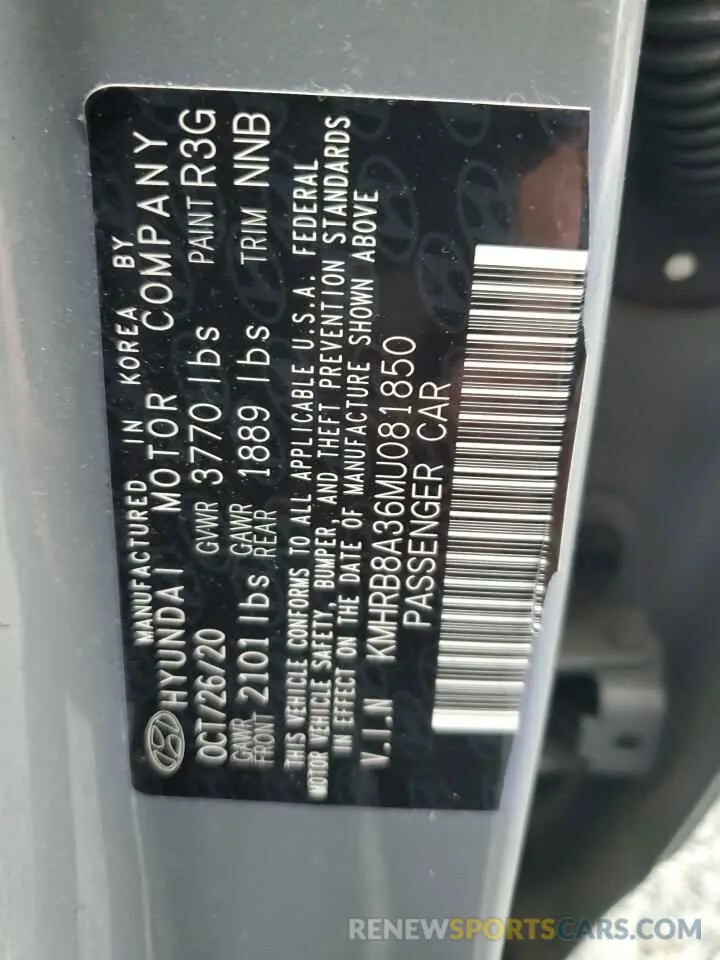 MANUFACTURED IN KOREA BY
HYUNDAI MOTOR COMPANY
OCT/26/20 GVWR 3770 lbs PAINT R3G
GAWR FRONT 2101 lbs GAWR REAR 1889 lbs TRIM NNB
THIS VEHICLE CONFORMS TO ALL APPLICABLE U.S.A. FEDERAL
MOTOR VEHICLE SAFETY, BUMPER, AND THEFT PREVENTION STANDARDS
IN EFFECT ON THE DATE OF MANUFACTURE SHOWN ABOVE
V.I.N KMHRB8A36MU081850
PASSENGER CAR
RENEWSPORTSCARS.COM